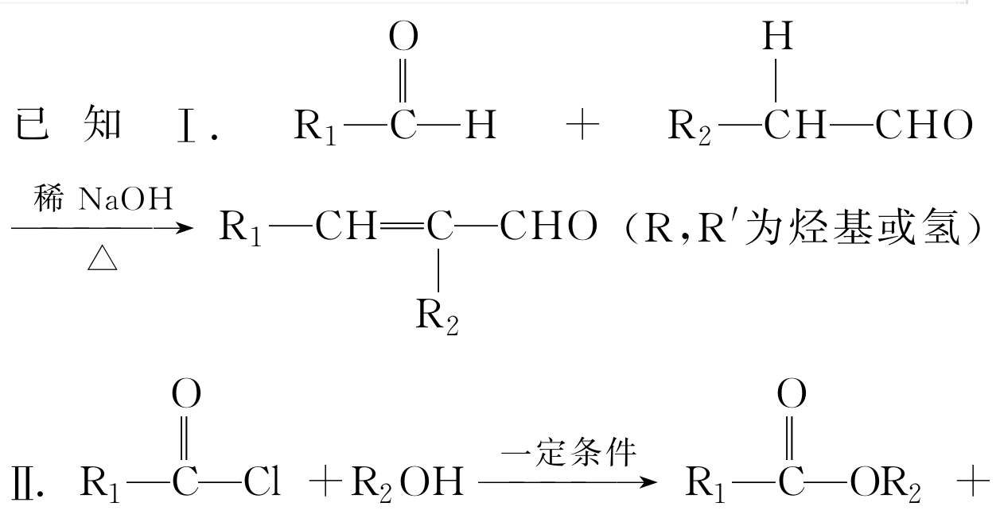 O H
‖ |
已 知 Ⅰ. R₁—C—H + R₂—CH—CHO
稀 NaOH
△
R₁—CH=C—CHO (R,R′为烃基或氢)
|
R₂
O O
‖ ‖
Ⅱ. R₁—C—Cl +R₂OH 一定条件→ R₁—C—OR₂ +